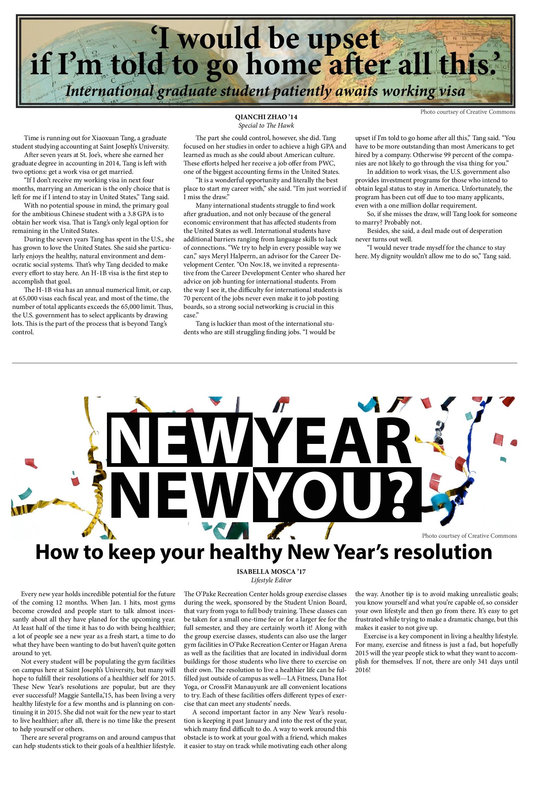 ‘I would be upset
if I’m told to go home after all this.’
International graduate student patiently awaits working visa
Photo courtsey of Creative Commons
QIANCHI ZHAO ’14
Special to The Hawk
Time is running out for Xiaoxuan Tang, a graduate
student studying accounting at Saint Joseph’s University.
After seven years at St. Joe’s, where she earned her
graduate degree in accounting in 2014, Tang is left with
two options: get a work visa or get married.
“If I don’t receive my working visa in next four
months, marrying an American is the only choice that is
left for me if I intend to stay in United States,” Tang said.
With no potential spouse in mind, the primary goal
for the ambitious Chinese student with a 3.8 GPA is to
obtain her work visa. That is Tang’s only legal option for
remaining in the United States.
During the seven years Tang has spent in the U.S., she
has grown to love the United States. She said she particu-
larly enjoys the healthy, natural environment and dem-
ocratic social systems. That’s why Tang decided to make
every effort to stay here. An H-1B visa is the first step to
accomplish that goal.
The H-1B visa has an annual numerical limit, or cap,
at 65,000 visas each fiscal year, and most of the time, the
number of total applicants exceeds the 65,000 limit. Thus,
the U.S. government has to select applicants by drawing
lots. This is the part of the process that is beyond Tang’s
control.
The part she could control, however, she did. Tang
focused on her studies in order to achieve a high GPA and
learned as much as she could about American culture.
These efforts helped her receive a job offer from PWC,
one of the biggest accounting firms in the United States.
“It is a wonderful opportunity and literally the best
place to start my career with,” she said. “I’m just worried if
I miss the draw.”
Many international students struggle to find work
after graduation, and not only because of the general
economic environment that has affected students from
the United States as well. International students have
additional barriers ranging from language skills to lack
of connections. “We try to help in every possible way we
can,” says Meryl Halpern, an advisor for the Career De-
velopment Center. “On Nov.18, we invited a representa-
tive from the Career Development Center who shared her
advice on job hunting for international students. From
the way I see it, the difficulty for international students is
70 percent of the jobs never even make it to job posting
boards, so a strong social networking is crucial in this
case.”
Tang is luckier than most of the international stu-
dents who are still struggling finding jobs. “I would be
upset if I’m told to go home after all this,” Tang said. “You
have to be more outstanding than most Americans to get
hired by a company. Otherwise 99 percent of the compa-
nies are not likely to go through the visa thing for you.”
In addition to work visas, the U.S. government also
provides investment programs for those who intend to
obtain legal status to stay in America. Unfortunately, the
program has been cut off due to too many applicants,
even with a one million dollar requirement.
So, if she misses the draw, will Tang look for someone
to marry? Probably not.
Besides, she said, a deal made out of desperation
never turns out well.
“I would never trade myself for the chance to stay
here. My dignity wouldn’t allow me to do so,” Tang said.
NEW YEAR
NEW YOU?
Photo courtsey of Creative Commons
How to keep your healthy New Year’s resolution
ISABELLA MOSCA ’17
Lifestyle Editor
Every new year holds incredible potential for the future
of the coming 12 months. When Jan. 1 hits, most gyms
become crowded and people start to talk almost inces-
santly about all they have planed for the upcoming year.
At least half of the time it has to do with being healthier;
a lot of people see a new year as a fresh start, a time to do
what they have been wanting to do but haven’t quite gotten
around to yet.
Not every student will be populating the gym facilities
on campus here at Saint Joseph’s University, but many will
hope to fulfill their resolutions of a healthier self for 2015.
These New Year’s resolutions are popular, but are they
ever successful? Maggie Santella,’15, has been living a very
healthy lifestyle for a few months and is planning on con-
tinuing it in 2015. She did not wait for the new year to start
to live healthier; after all, there is no time like the present
to help yourself or others.
There are several programs on and around campus that
can help students stick to their goals of a healthier lifestyle.
The O’Pake Recreation Center holds group exercise classes
during the week, sponsored by the Student Union Board,
that vary from yoga to full body training. These classes can
be taken for a small one-time fee or for a larger fee for the
full semester, and they are certainly worth it! Along with
the group exercise classes, students can also use the larger
gym facilities in O’Pake Recreation Center or Hagan Arena
as well as the facilities that are located in individual dorm
buildings for those students who live there to exercise on
their own. The resolution to live a healthier life can be ful-
filled just outside of campus as well—LA Fitness, Dana Hot
Yoga, or CrossFit Manauyunk are all convenient locations
to try. Each of these facilities offers different types of exer-
cise that can meet any students’ needs.
A second important factor in any New Year’s resolu-
tion is keeping it past January and into the rest of the year,
which many find difficult to do. A way to work around this
obstacle is to work at your goal with a friend, which makes
it easier to stay on track while motivating each other along
the way. Another tip is to avoid making unrealistic goals;
you know yourself and what you’re capable of, so consider
your own lifestyle and then go from there. It’s easy to get
frustrated while trying to make a dramatic change, but this
makes it easier to not give up.
Exercise is a key component in living a healthy lifestyle.
For many, exercise and fitness is just a fad, but hopefully
2015 will the year people stick to what they want to accom-
plish for themselves. If not, there are only 341 days until
2016!